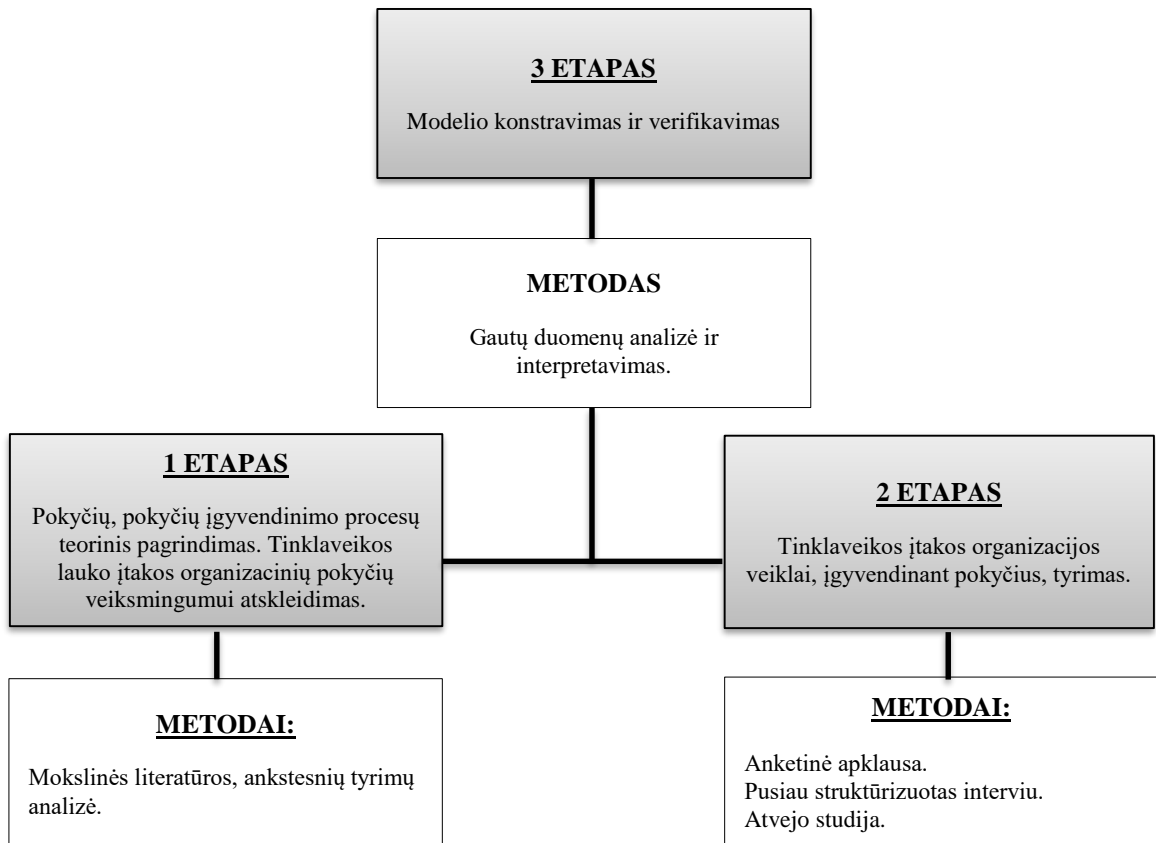 3 ETAPAS
Modelio konstravimas ir verifikavimas
METODAS
Gautų duomenų analizė ir
interpretavimas.
1 ETAPAS
Pokyčių, pokyčių įgyvendinimo procesų
teorinis pagrindimas. Tinklaveikos
lauko įtakos organizacinių pokyčių
veiksmingumui atskleidimas.
2 ETAPAS
Tinklaveikos įtakos organizacijos
veiklai, įgyvendinant pokyčius, tyrimas.
METODAI:
Mokslinės literatūros, ankstesnių tyrimų
analizė.
METODAI:
Anketinė apklausa.
Pusiau struktūrizuotas interviu.
Atvejo studija.